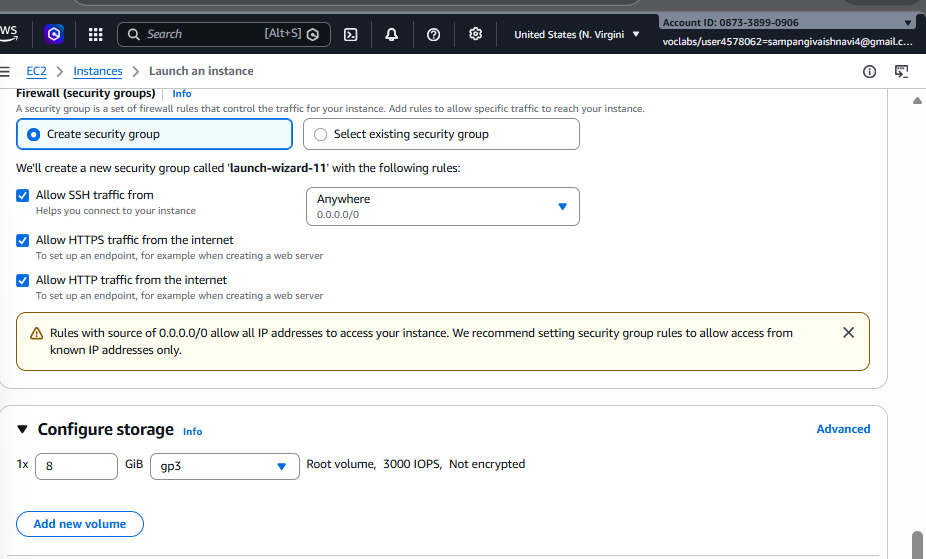 WS
Search [Alt+S]
United States (N. Virgini
Account ID: 0873-3899-0906
voclabs/user4578062=sampangivaishnavi4@gmail.c...
EC2 > Instances > Launch an instance
Firewall (security groups) Info
A security group is a set of firewall rules that control the traffic for your instance. Add rules to allow specific traffic to reach your instance.
Create security group
Select existing security group
We'll create a new security group called 'launch-wizard-11' with the following rules:
Allow SSH traffic from
Helps you connect to your instance
Anywhere
0.0.0.0/0
Allow HTTPS traffic from the internet
To set up an endpoint, for example when creating a web server
Allow HTTP traffic from the internet
To set up an endpoint, for example when creating a web server
Rules with source of 0.0.0.0/0 allow all IP addresses to access your instance. We recommend setting security group rules to allow access from
known IP addresses only.
Configure storage Info
Advanced
1x 8 GiB gp3 Root volume, 3000 IOPS, Not encrypted
Add new volume